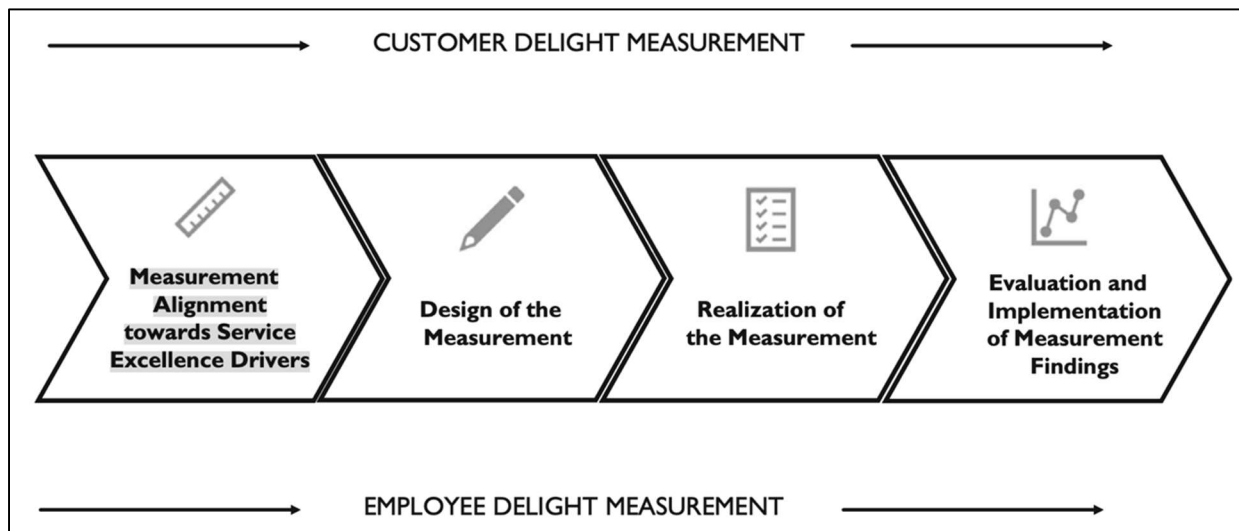 CUSTOMER DELIGHT MEASUREMENT
Measurement
Alignment
towards Service
Excellence Drivers
Design of the
Measurement
Realization of
the Measurement
Evaluation and
Implementation
of Measurement
Findings
EMPLOYEE DELIGHT MEASUREMENT